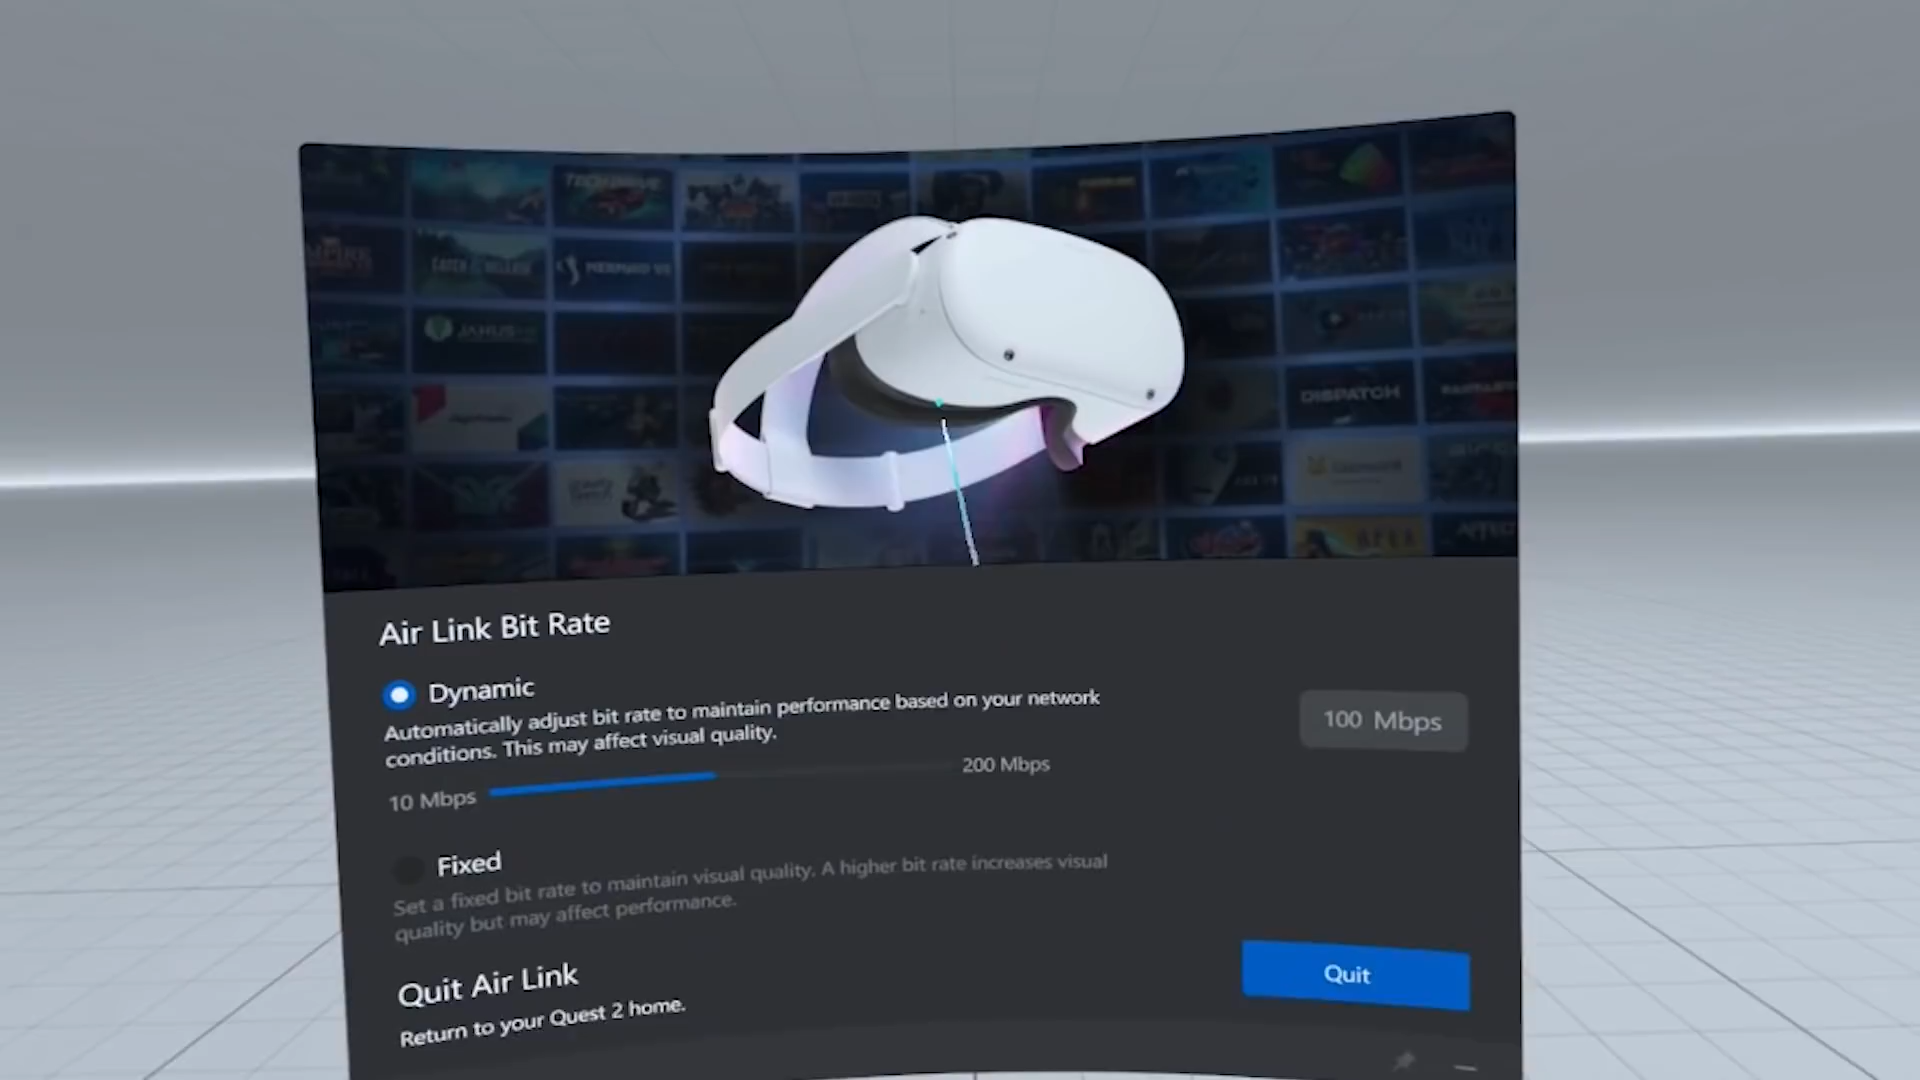 MERMAID VR
DISPATCH
Air Link Bit Rate
Dynamic
Automatically adjust bit rate to maintain performance based on your network
conditions. This may affect visual quality.
100 Mbps
10 Mbps
200 Mbps
Fixed
Set a fixed bit rate to maintain visual quality. A higher bit rate increases visual
quality but may affect performance.
Quit Air Link
Return to your Quest 2 home.
Quit